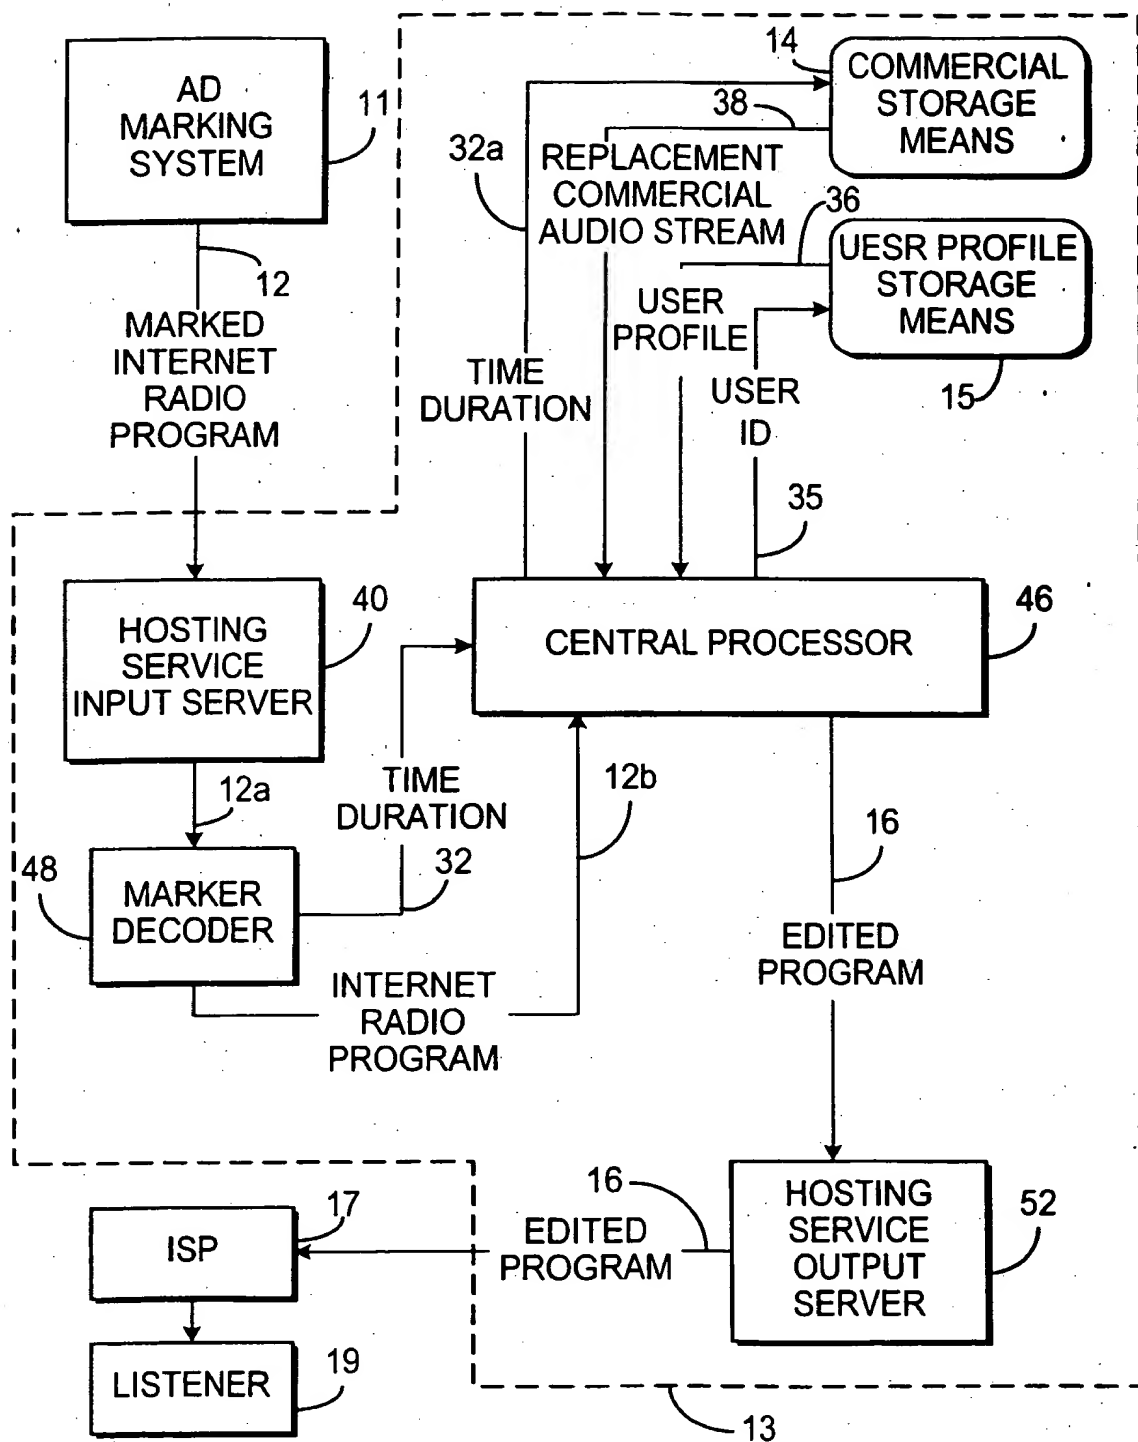 AD
MARKING
SYSTEM
11
12
MARKED
INTERNET
RADIO
PROGRAM
14
COMMERCIAL
STORAGE
MEANS
38
32a
REPLACEMENT
COMMERCIAL
AUDIO STREAM
36
UESR PROFILE
STORAGE
MEANS
15
USER
PROFILE
TIME
DURATION
USER
ID
35
HOSTING
SERVICE
INPUT SERVER
40
CENTRAL PROCESSOR
46
12a
TIME
DURATION
12b
16
48
MARKER
DECODER
32
EDITED
PROGRAM
INTERNET
RADIO
PROGRAM
HOSTING
SERVICE
OUTPUT
SERVER
52
16
EDITED
PROGRAM
17
ISP
LISTENER
19
13